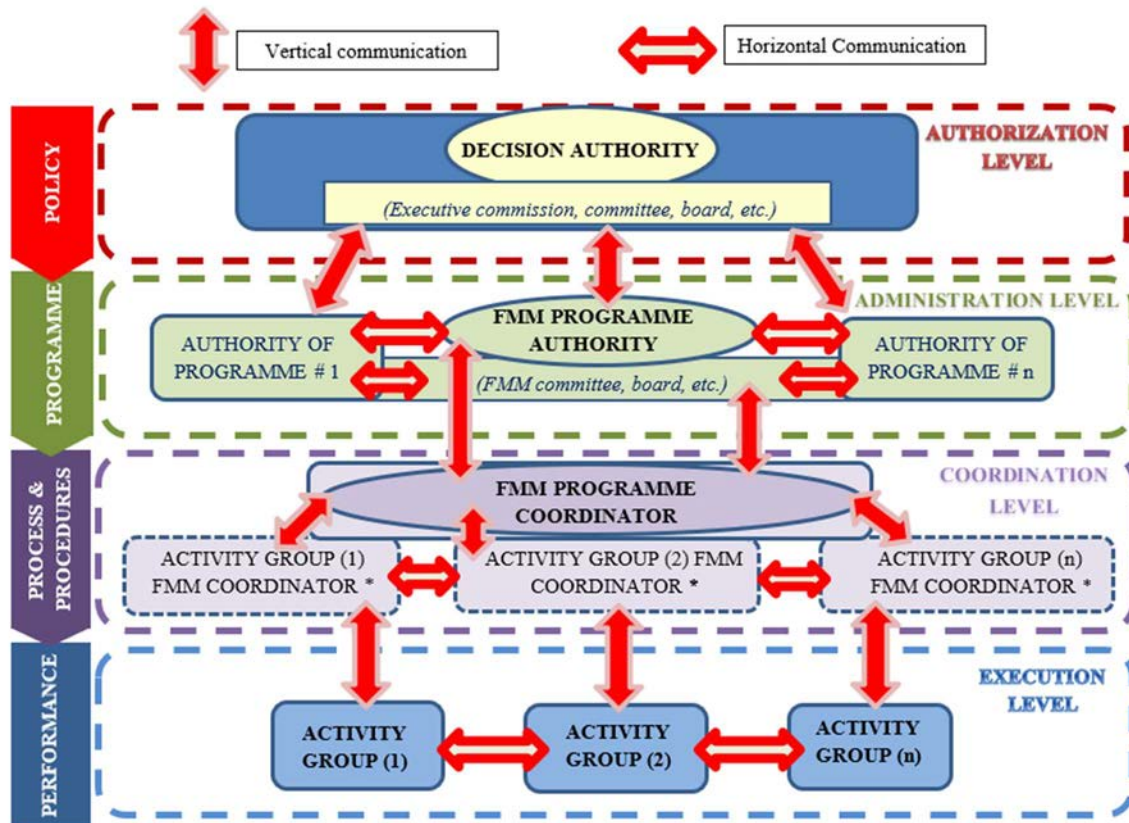 Vertical communication
Horizontal Communication
POLICY
AUTHORIZATION
LEVEL
DECISION AUTHORITY
(Executive commission, committee, board, etc.)
PROGRAMME
ADMINISTRATION LEVEL
AUTHORITY OF
PROGRAMME # 1
FMM PROGRAMME
AUTHORITY
(FMM committee, board, etc.)
AUTHORITY OF
PROGRAMME # n
PROCESS &
PROCEDURES
COORDINATION
LEVEL
FMM PROGRAMME
COORDINATOR
ACTIVITY GROUP (1)
FMM COORDINATOR *
ACTIVITY GROUP (2) FMM
COORDINATOR *
ACTIVITY GROUP (n)
FMM COORDINATOR *
PERFORMANCE
EXECUTION
LEVEL
ACTIVITY
GROUP (1)
ACTIVITY
GROUP (2)
ACTIVITY
GROUP (n)